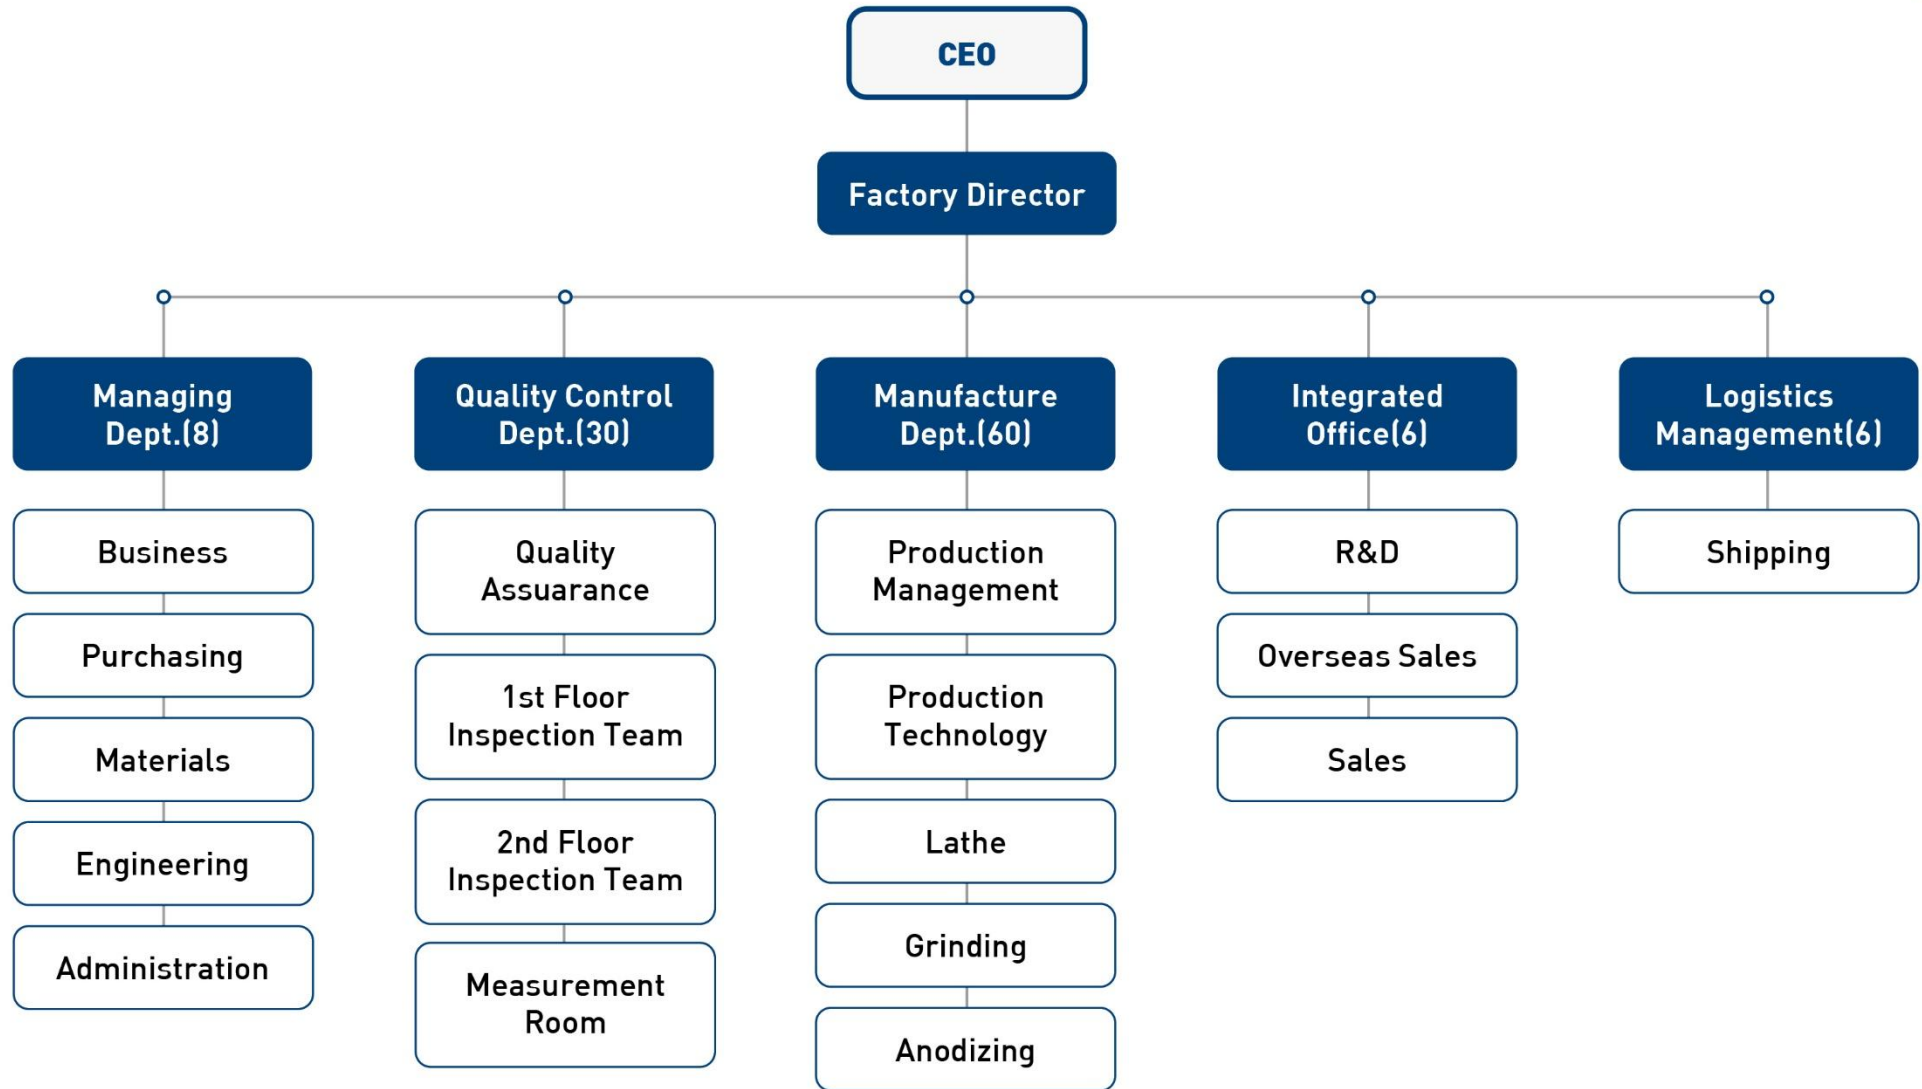 CEO
Factory Director
Managing
Dept.(8)
Business
Purchasing
Materials
Engineering
Administration
Quality Control
Dept.(30)
Quality
Assuarance
1st Floor
Inspection Team
2nd Floor
Inspection Team
Measurement
Room
Manufacture
Dept.(60)
Production
Management
Production
Technology
Lathe
Grinding
Anodizing
Integrated
Office(6)
R&D
Overseas Sales
Sales
Logistics
Management(6)
Shipping